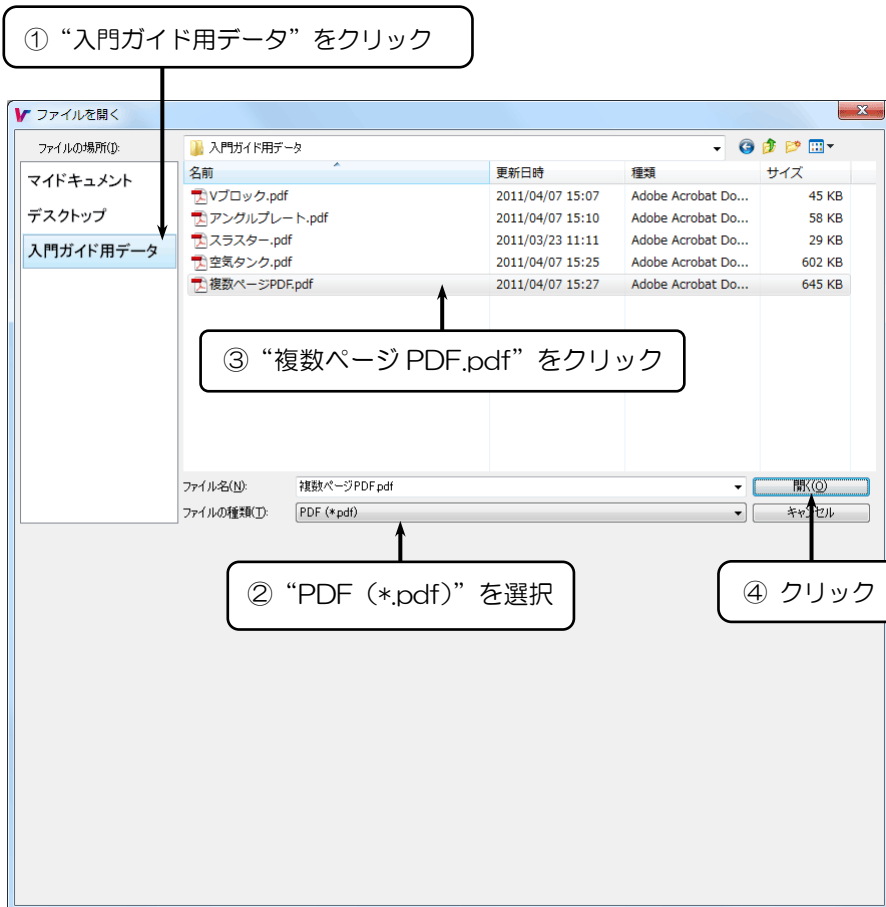 ① “入門ガイド用データ” をクリック
ファイルを開く
ファイルの場所(I): 入門ガイド用データ
マイドキュメント
デスクトップ
入門ガイド用データ
名前 更新日時 種類 サイズ
Vブロック.pdf 2011/04/07 15:07 Adobe Acrobat Do... 45 KB
アングルプレート.pdf 2011/04/07 15:10 Adobe Acrobat Do... 58 KB
スラスター.pdf 2011/03/23 11:11 Adobe Acrobat Do... 29 KB
空気タンク.pdf 2011/04/07 15:25 Adobe Acrobat Do... 602 KB
複数ページPDF.pdf 2011/04/07 15:27 Adobe Acrobat Do... 645 KB
③ “複数ページ PDF.pdf” をクリック
ファイル名(N): 複数ページPDF.pdf 開く(O)
ファイルの種類(T): PDF (*.pdf) キャンセル
② “PDF（*.pdf）” を選択
④ クリック